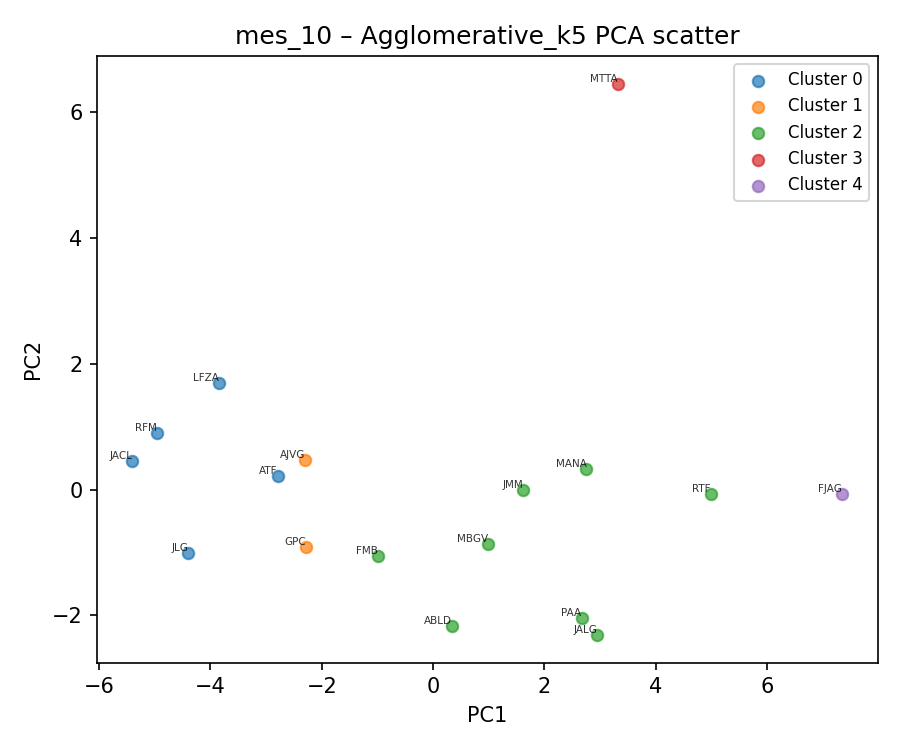 mes_10 – Agglomerative_k5 PCA scatter
MTTA
Cluster 0
Cluster 1
Cluster 2
Cluster 3
Cluster 4
6
4
2
0
−2
PC2
LFZA
RFM
JACL
AJVG
ATF
MANA
JMM
RTF
FJAG
JLG
GPC
FMB
MBGV
ABLD
PAA
JALG
−6
−4
−2
0
2
4
6
PC1